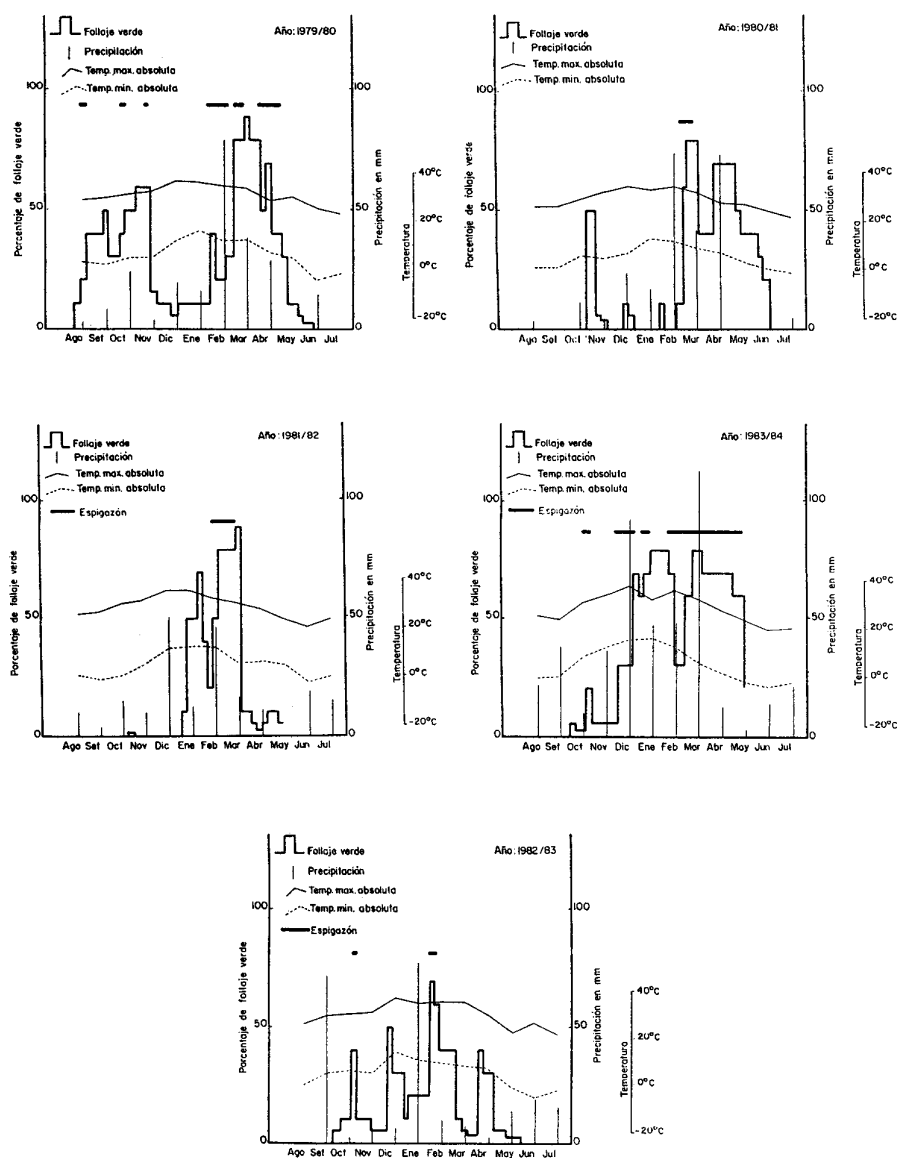 Año: 1979/80
Follaje verde
Precipitación
Temp. max. absoluta
Temp. min. absoluta
Porcentaje de follaje verde
100
50
0
Precipitación en mm
100
50
0
Temperatura
40°C
20°C
0°C
-20°C
Ago Set Oct Nov Dic Ene Feb Mar Abr May Jun Jul
Año: 1980/81
Follaje verde
Precipitación
Temp. max. absoluta
Temp. min. absoluta
Porcentaje de follaje verde
100
50
0
Precipitación en mm
100
50
0
Temperatura
40°C
20°C
0°C
-20°C
Ago Set Oct Nov Dic Ene Feb Mar Abr May Jun Jul
Año: 1981/82
Follaje verde
Precipitación
Temp. max. absoluta
Temp. min. absoluta
Espigazón
Porcentaje de follaje verde
100
50
0
Precipitación en mm
100
50
0
Temperatura
40°C
20°C
0°C
-20°C
Ago Set Oct Nov Dic Ene Feb Mar Abr May Jun Jul
Año: 1983/84
Follaje verde
Precipitación
Temp. max. absoluta
Temp. min. absoluta
Espigazón
Porcentaje de follaje verde
100
50
0
Precipitación en mm
100
50
0
Temperatura
40°C
20°C
0°C
-20°C
Ago Set Oct Nov Dic Ene Feb Mar Abr May Jun Jul
Año: 1982/83
Follaje verde
Precipitación
Temp. max. absoluta
Temp. min. absoluta
Espigazón
Porcentaje de follaje verde
100
50
0
Precipitación en mm
100
50
0
Temperatura
40°C
20°C
0°C
-20°C
Ago Set Oct Nov Dic Ene Feb Mar Abr May Jun Jul